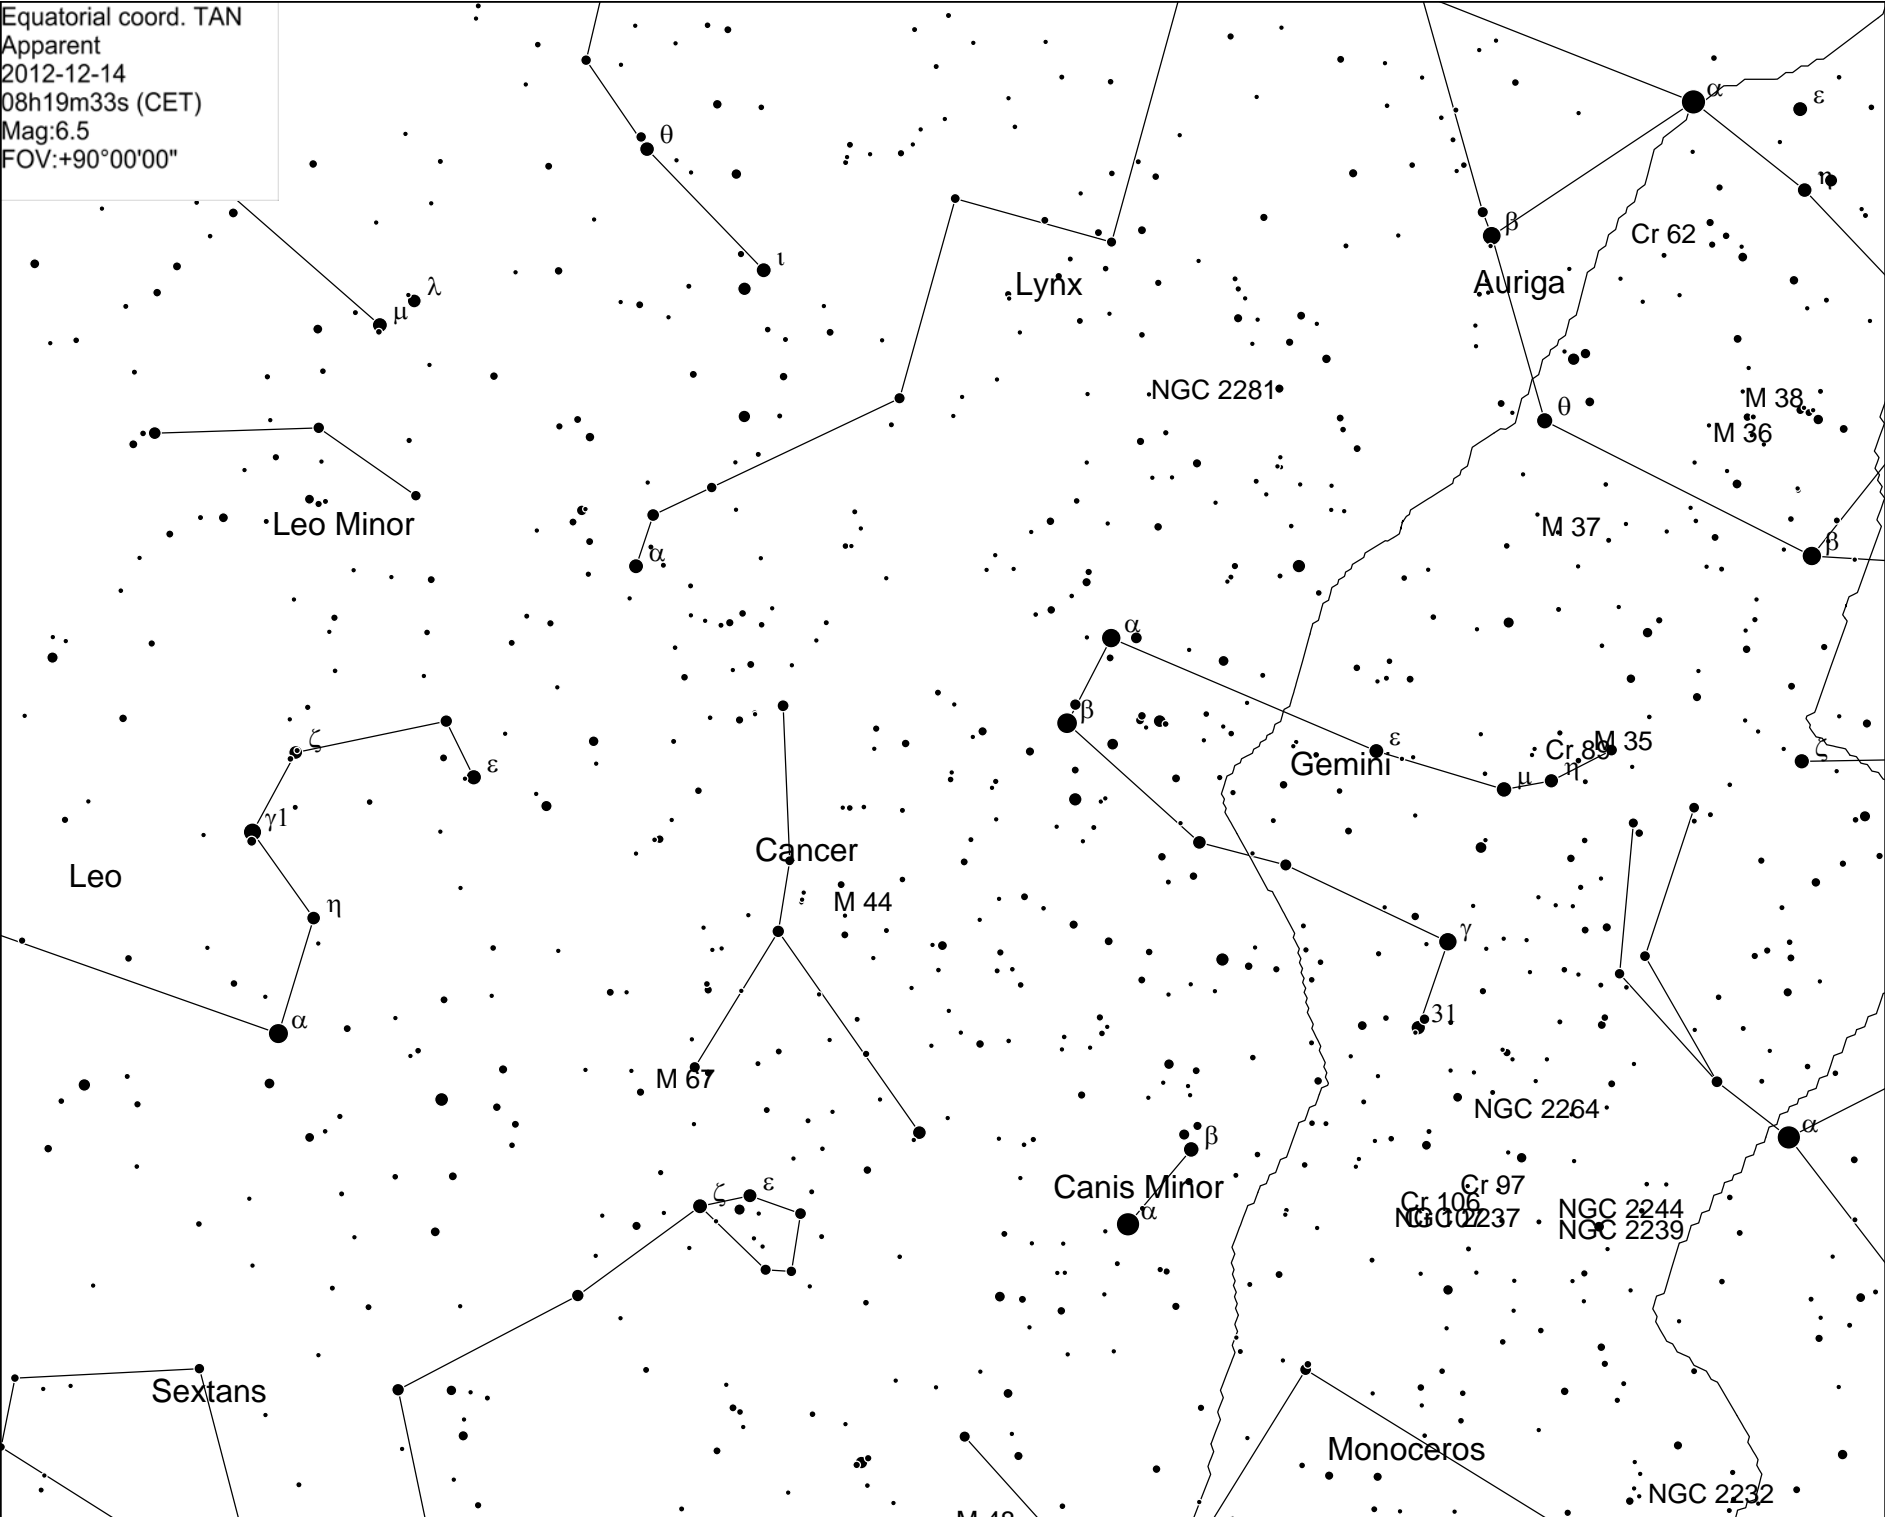 Equatorial coord. TAN
Apparent
2012-12-14
08h19m33s (CET)
Mag:6.5
FOV:+90°00'00"
α
ε
θ
η
β
Cr 62
ι
λ
Lynx
Auriga
μ
NGC 2281
M 38
θ
M 36
Leo Minor
M 37
β
α
α
β
ζ
ε
M 35
Cr 89
ζ
ε
Gemini
μ
η
γ1
Cancer
Leo
M 44
η
γ
α
31
M 67
NGC 2264
α
β
ζ
ε
Canis Minor
α
Cr 97
Cr 106
NGC 2244
NGC 2237
NGC 2239
Sextans
Monoceros
NGC 2232
M 48